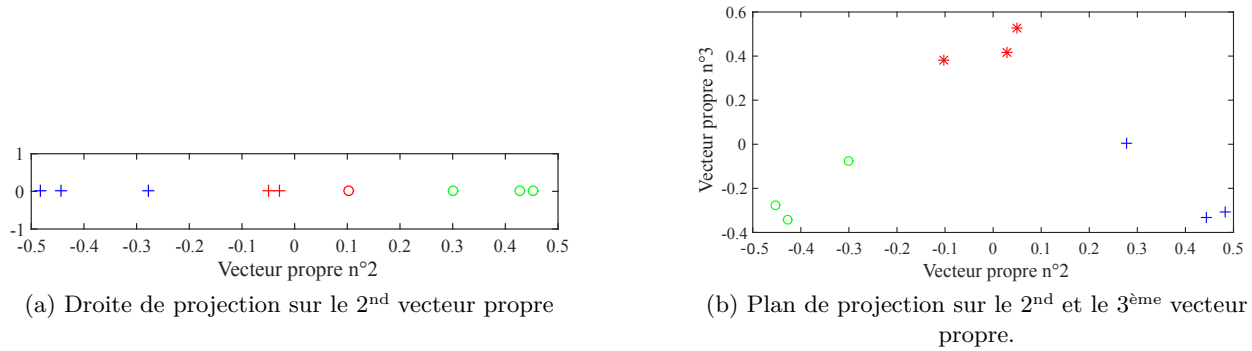 1
0
-1
-0.5 -0.4 -0.3 -0.2 -0.1 0 0.1 0.2 0.3 0.4 0.5
Vecteur propre n°2
(a) Droite de projection sur le 2nd vecteur propre
0.6
0.4
0.2
0
-0.2
-0.4
Vecteur propre n°3
-0.5 -0.4 -0.3 -0.2 -0.1 0 0.1 0.2 0.3 0.4 0.5
Vecteur propre n°2
(b) Plan de projection sur le 2nd et le 3ème vecteur
propre.